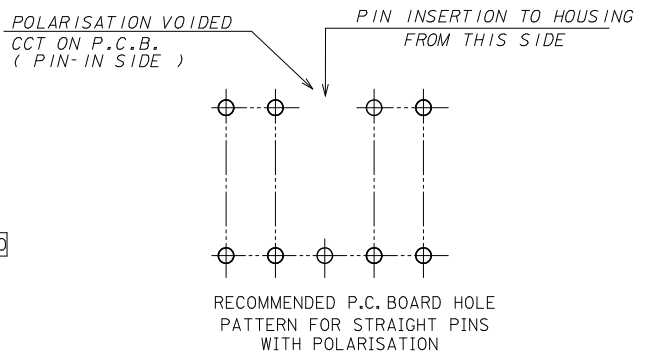 POLARISATION VOIDED
CCT ON P.C.B.
( PIN-IN SIDE )
PIN INSERTION TO HOUSING
FROM THIS SIDE
RECOMMENDED P.C. BOARD HOLE
PATTERN FOR STRAIGHT PINS
WITH POLARISATION